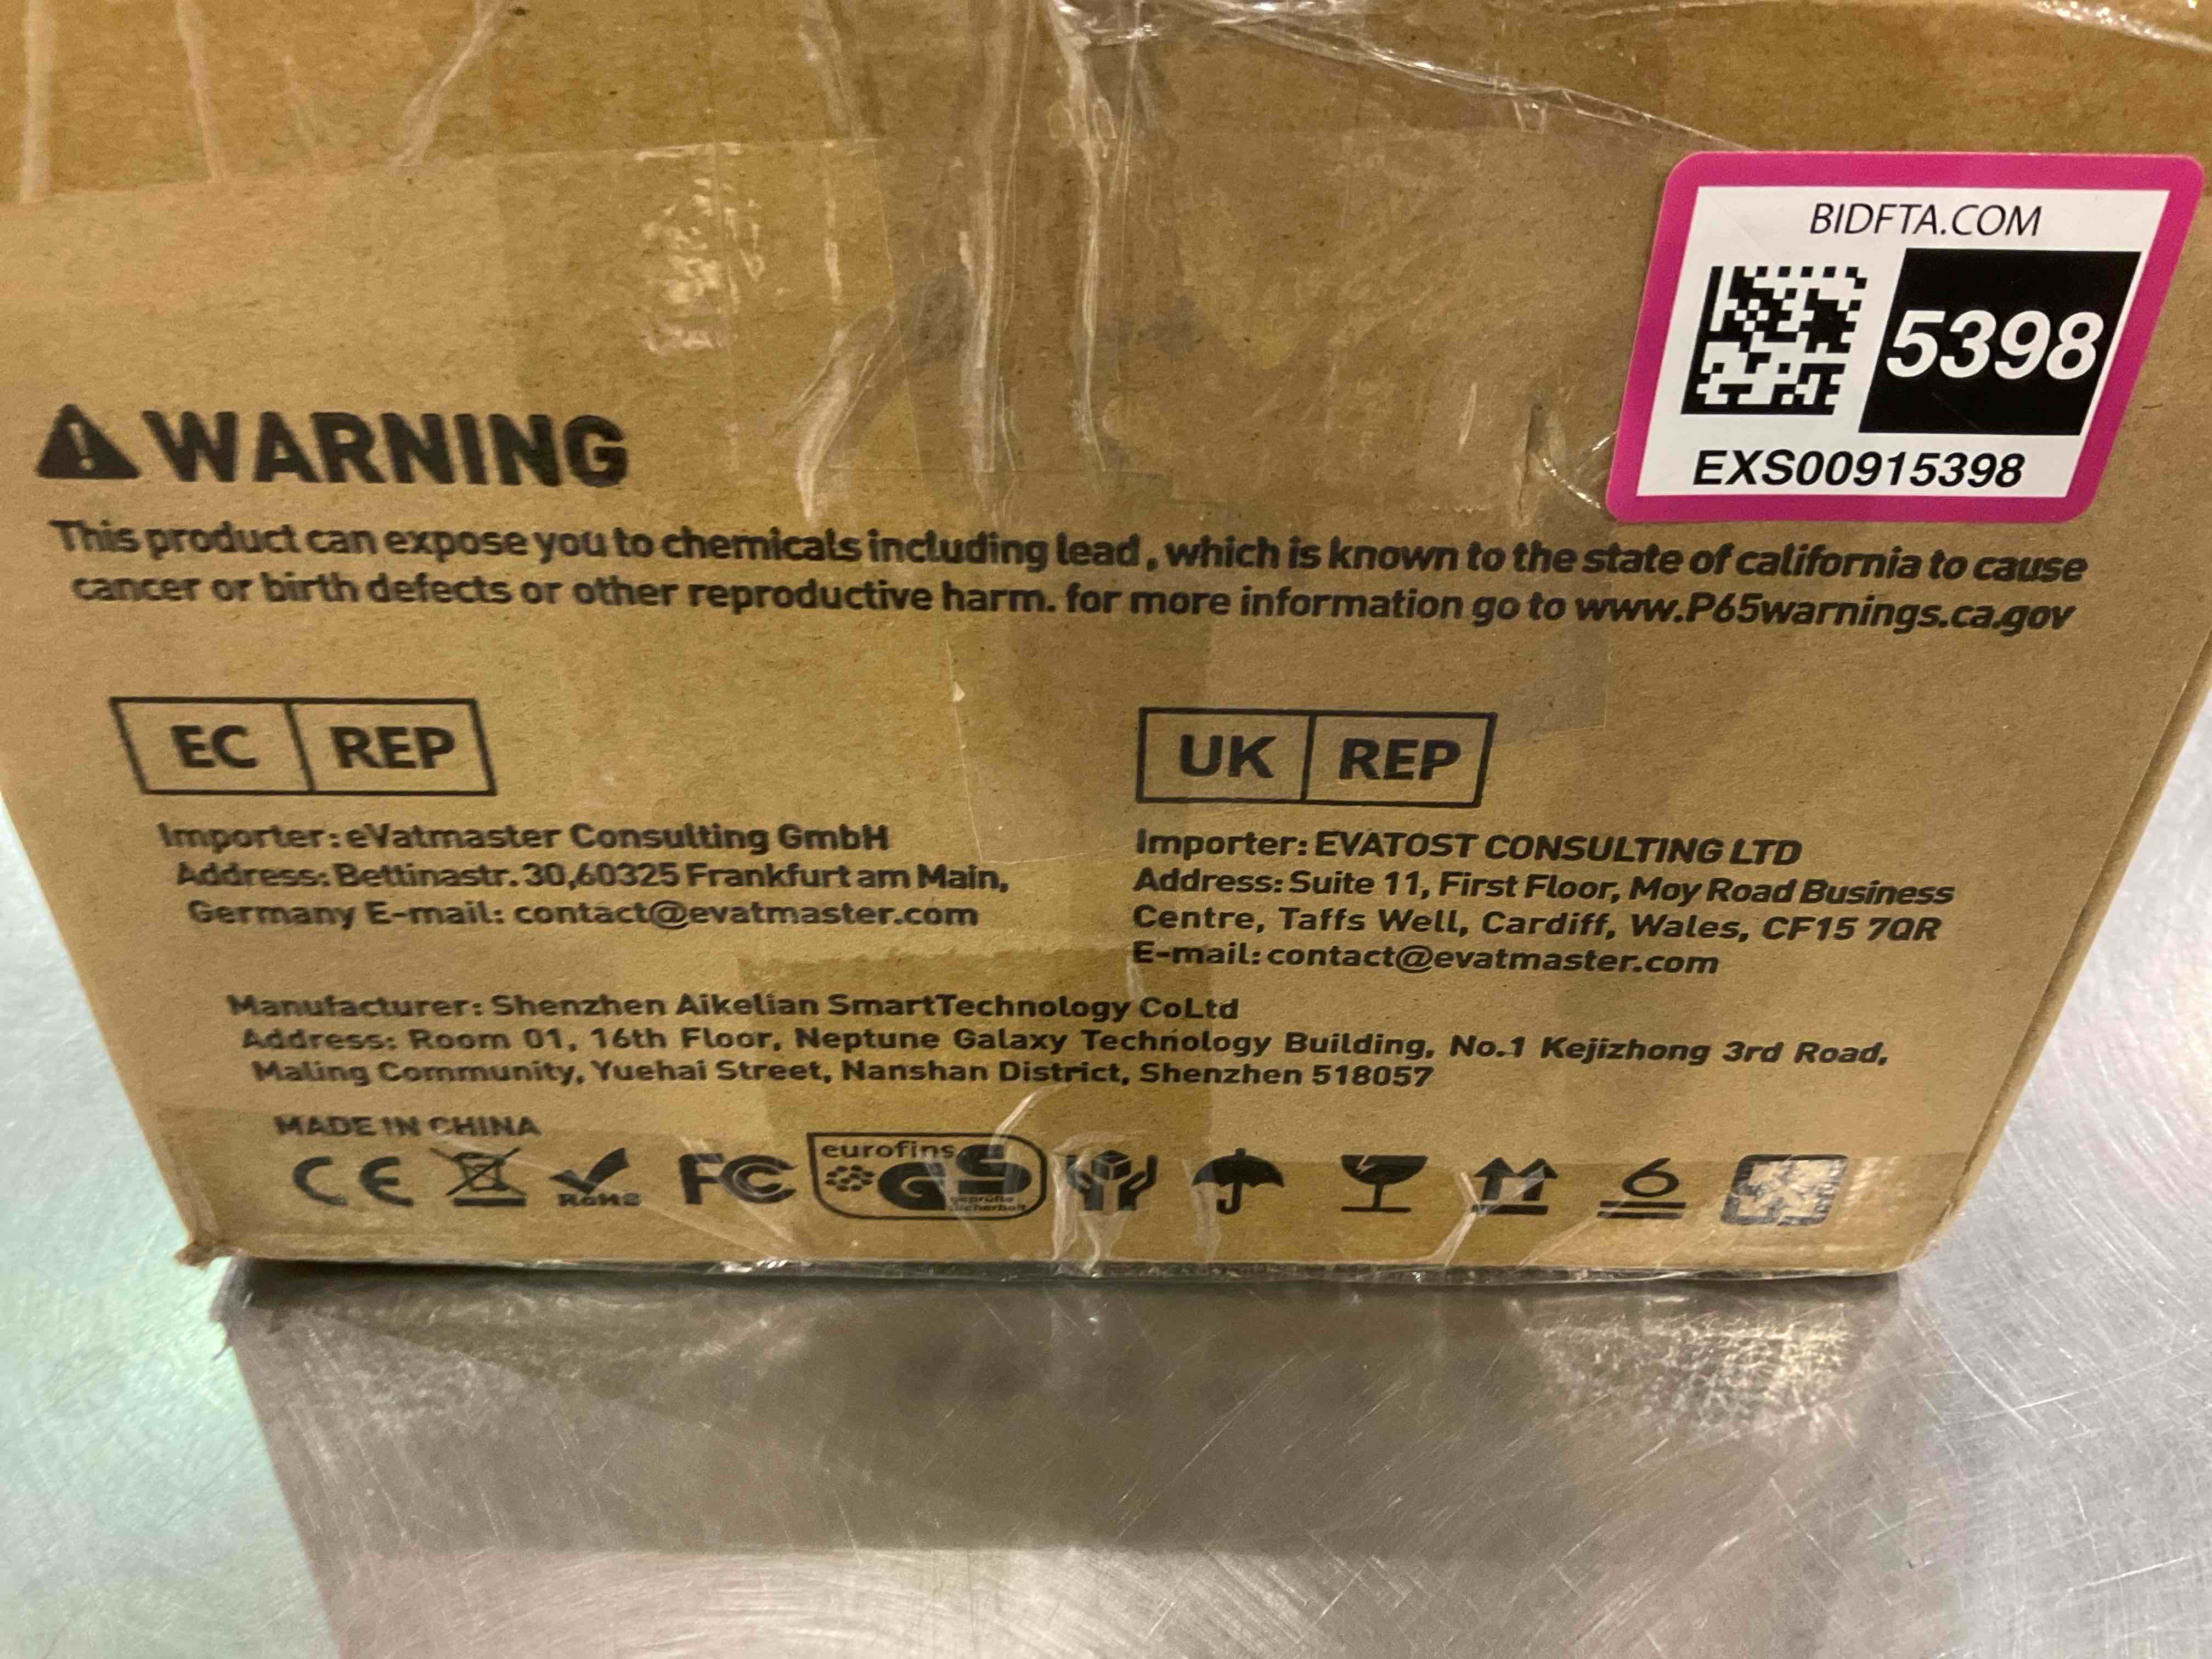 BIDFTA.COM
5398
EXS00915398
WARNING
This product can expose you to chemicals including lead, which is known to the state of california to cause
cancer or birth defects or other reproductive harm. for more information go to www.P65warnings.ca.gov
EC REP
Importer: eVatmaster Consulting GmbH
Address: Bettinastr. 30,60325 Frankfurt am Main,
Germany E-mail: contact@evatmaster.com
UK REP
Importer: EVATOST CONSULTING LTD
Address: Suite 11, First Floor, Moy Road Business
Centre, Taffs Well, Cardiff, Wales, CF15 7QR
E-mail: contact@evatmaster.com
Manufacturer: Shenzhen Aikelian SmartTechnology CoLtd
Address: Room 01, 16th Floor, Neptune Galaxy Technology Building, No.1 Kejizhong 3rd Road,
Maling Community, Yuehai Street, Nanshan District, Shenzhen 518057
MADE IN CHINA
CE
RoHS
FC
eurofins
GS
geprüfte
Sicherheit
6